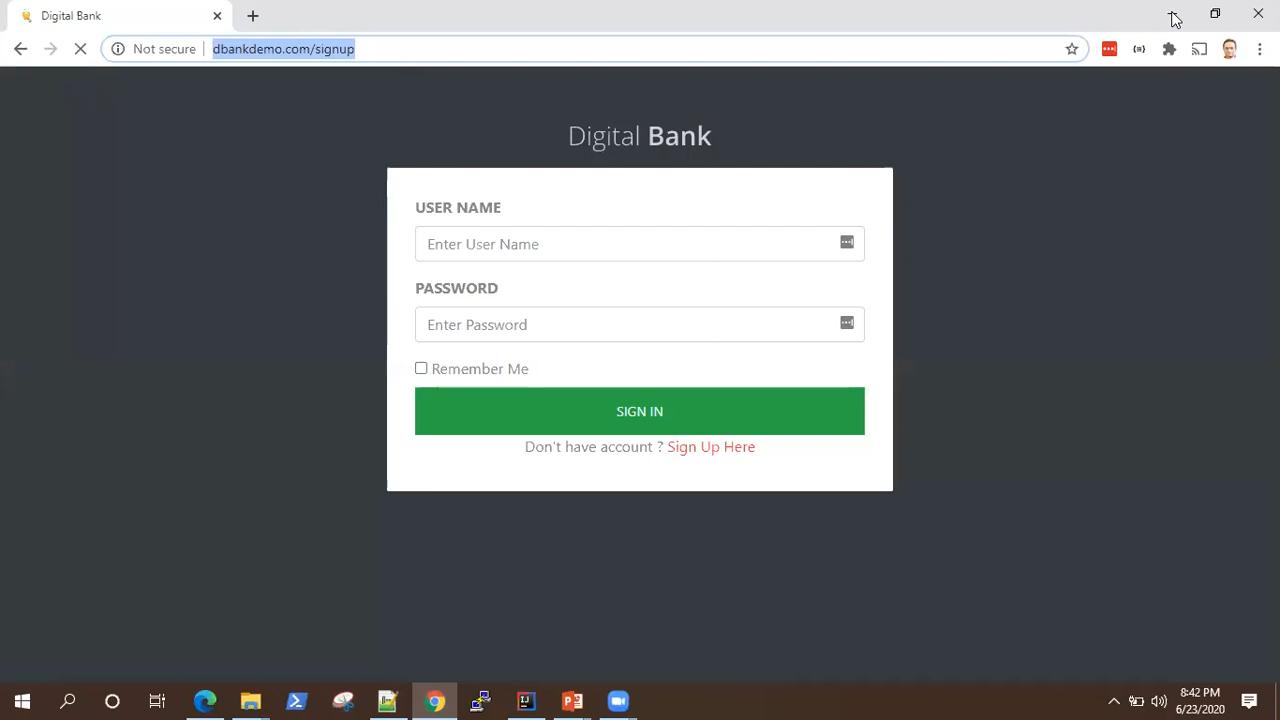 Digital Bank
Not secure
dbankdemo.com/signup
Digital Bank
USER NAME
Enter User Name
PASSWORD
Enter Password
Remember Me
SIGN IN
Don't have account ? Sign Up Here
8:42 PM
6/23/2020